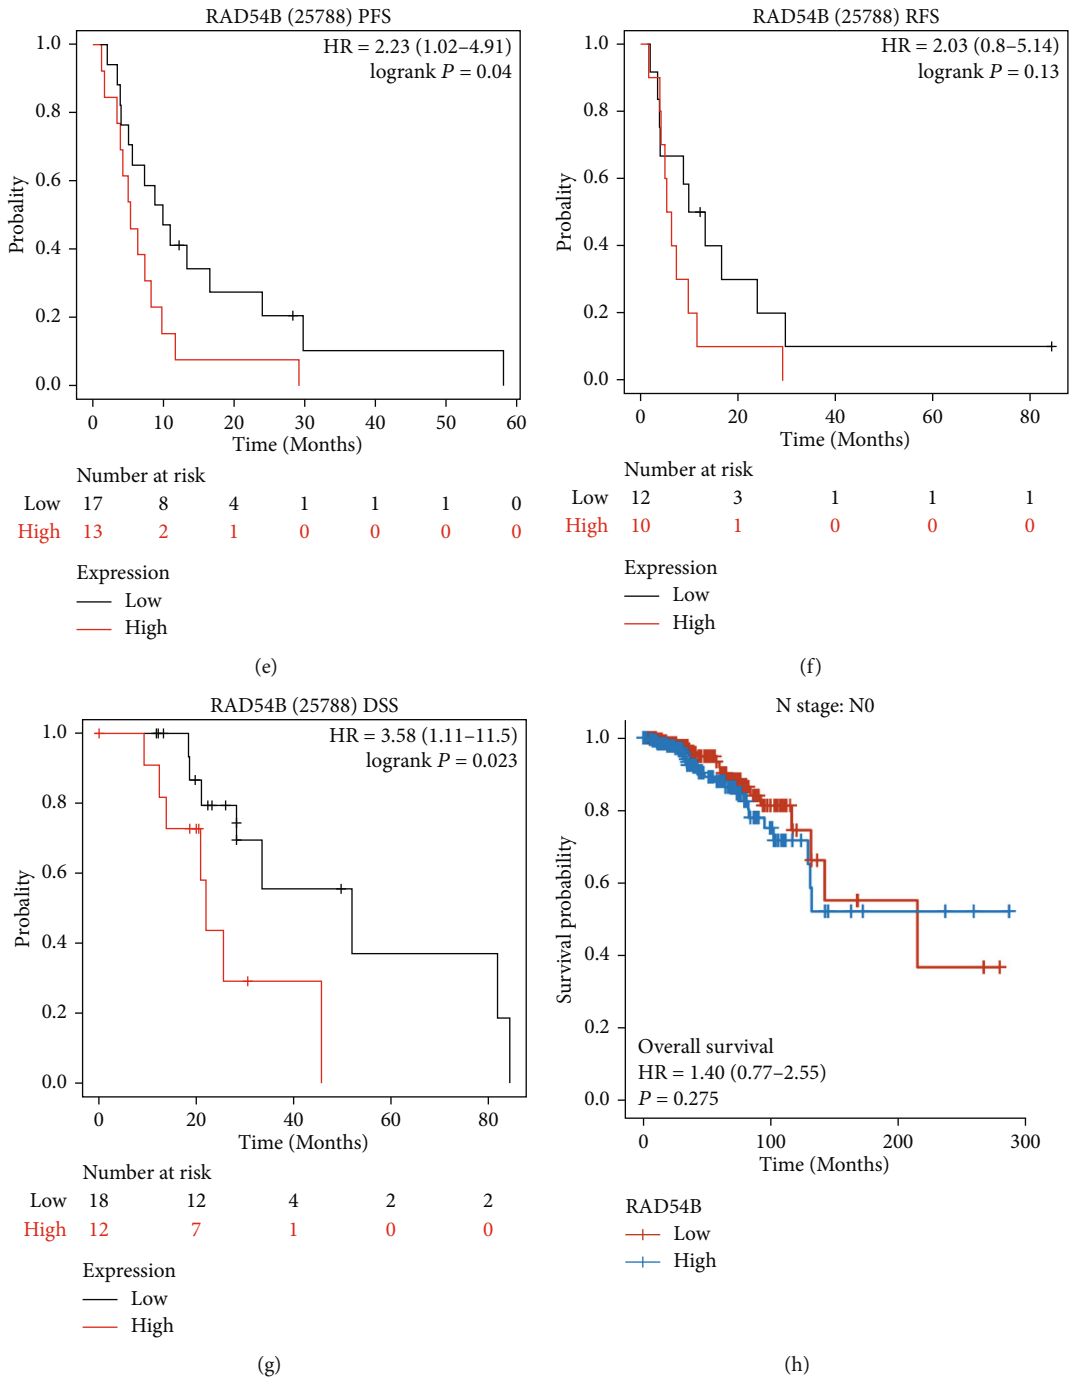 RAD54B (25788) PFS
HR = 2.23 (1.02–4.91)
logrank P = 0.04
Probality
1.0
0.8
0.6
0.4
0.2
0.0
0 10 20 30 40 50 60
Time (Months)
Number at risk
Low 17 8 4 1 1 1 0
High 13 2 1 0 0 0 0
Expression
Low
High
(e)
RAD54B (25788) RFS
HR = 2.03 (0.8–5.14)
logrank P = 0.13
Probality
1.0
0.8
0.6
0.4
0.2
0.0
0 20 40 60 80
Time (Months)
Number at risk
Low 12 3 1 1 1
High 10 1 0 0 0
Expression
Low
High
(f)
RAD54B (25788) DSS
HR = 3.58 (1.11–11.5)
logrank P = 0.023
Probality
1.0
0.8
0.6
0.4
0.2
0.0
0 20 40 60 80
Time (Months)
Number at risk
Low 18 12 4 2 2
High 12 7 1 0 0
Expression
Low
High
(g)
N stage: N0
Survival probability
1.0
0.8
0.6
0.4
0.2
0.0
Overall survival
HR = 1.40 (0.77–2.55)
P = 0.275
0 100 200 300
Time (Months)
RAD54B
Low
High
(h)